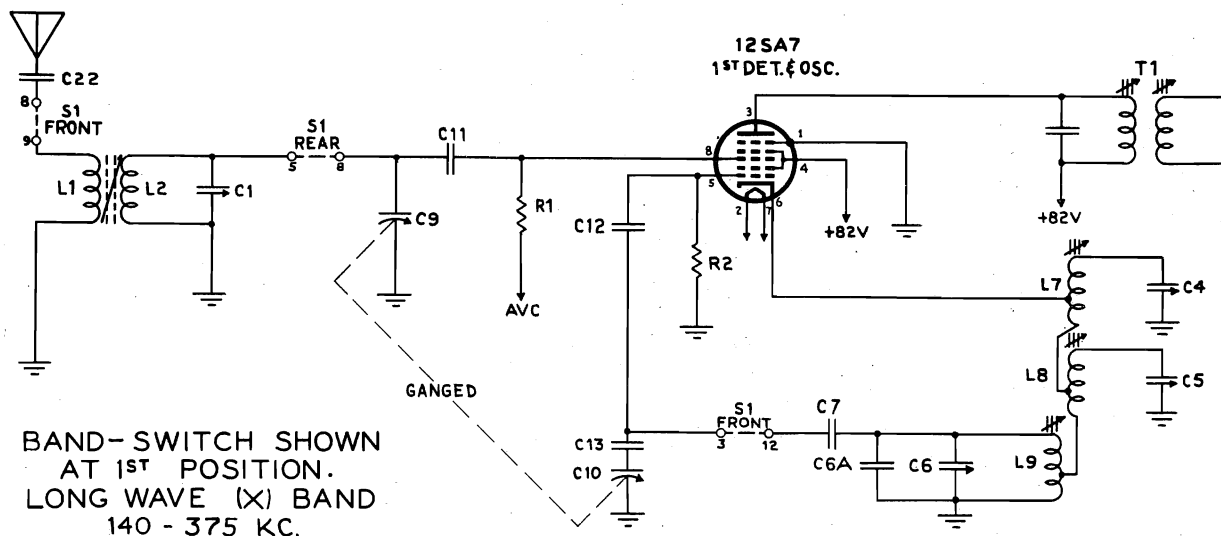 12SA7
1ST DET. & OSC.
T1
C22
8
S1
FRONT
9
S1
REAR
5
8
C11
3
1
8
4
5
2
7
6
L1
L2
C1
C9
R1
C12
R2
+82V
+82V
AVC
L7
C4
L8
C5
GANGED
S1
FRONT
3
12
C7
C13
C10
C6A
C6
L9
BAND-SWITCH SHOWN
AT 1ST POSITION.
LONG WAVE (X) BAND
140 - 375 KC.